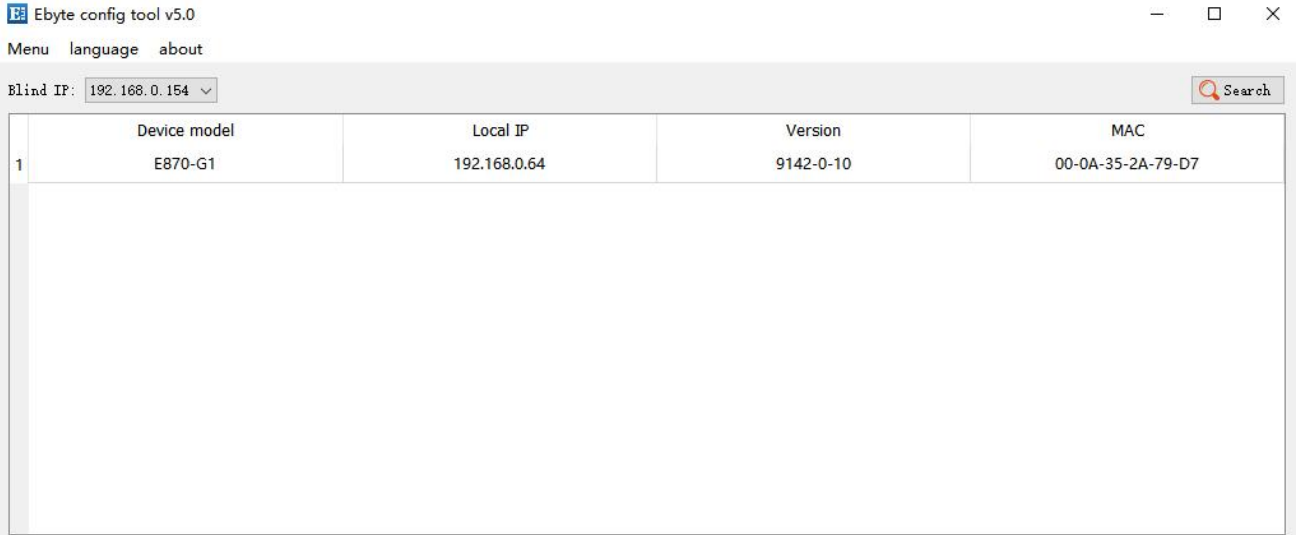 Ebyte config tool v5.0
Menu language about
Blind IP: 192.168.0.154 Search
Device model Local IP Version MAC
1 E870-G1 192.168.0.64 9142-0-10 00-0A-35-2A-79-D7